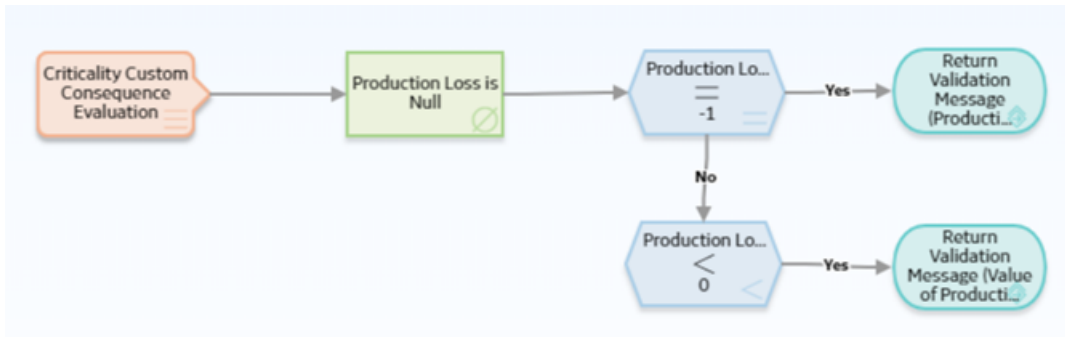 Criticality Custom
Consequence
Evaluation
Production Loss is
Null
Production Lo...
=
-1
Yes
Return
Validation
Message
(Producti...
No
Production Lo...
<
0
Yes
Return
Validation
Message (Value
of Producti...